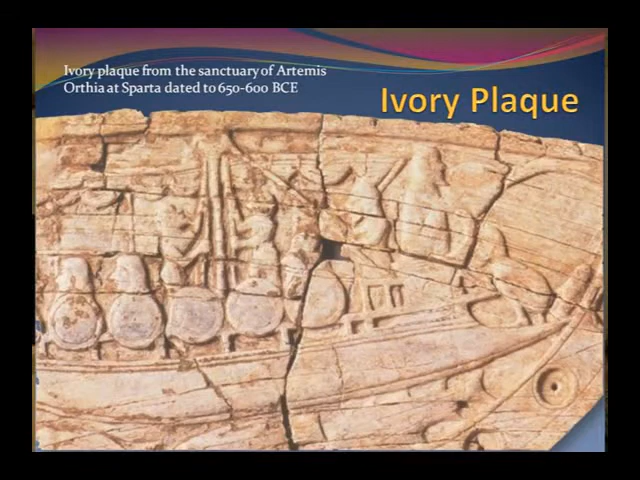 Ivory plaque from the sanctuary of Artemis
Orthia at Sparta dated to 650-600 BCE
Ivory Plaque